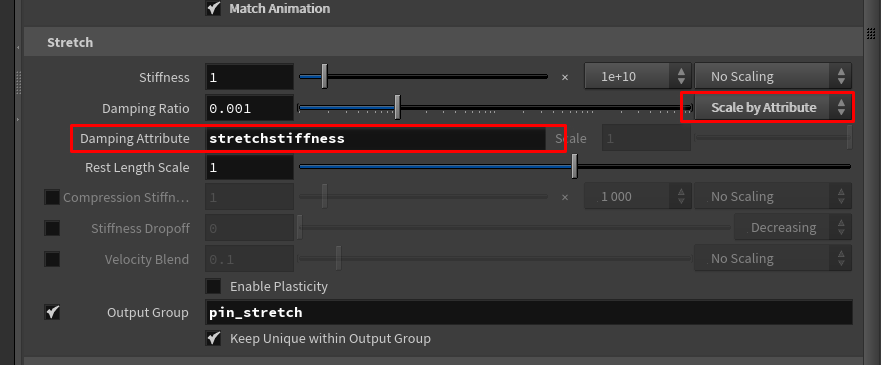 Match Animation
Stretch
Stiffness 1 × 1e+10 No Scaling
Damping Ratio 0.001 Scale by Attribute
Damping Attribute stretchstiffness Scale 1
Rest Length Scale 1
Compression Stiffn... 1 × 1 000 No Scaling
Stiffness Dropoff 0 Decreasing
Velocity Blend 0.1 No Scaling
Enable Plasticity
Output Group pin_stretch
Keep Unique within Output Group